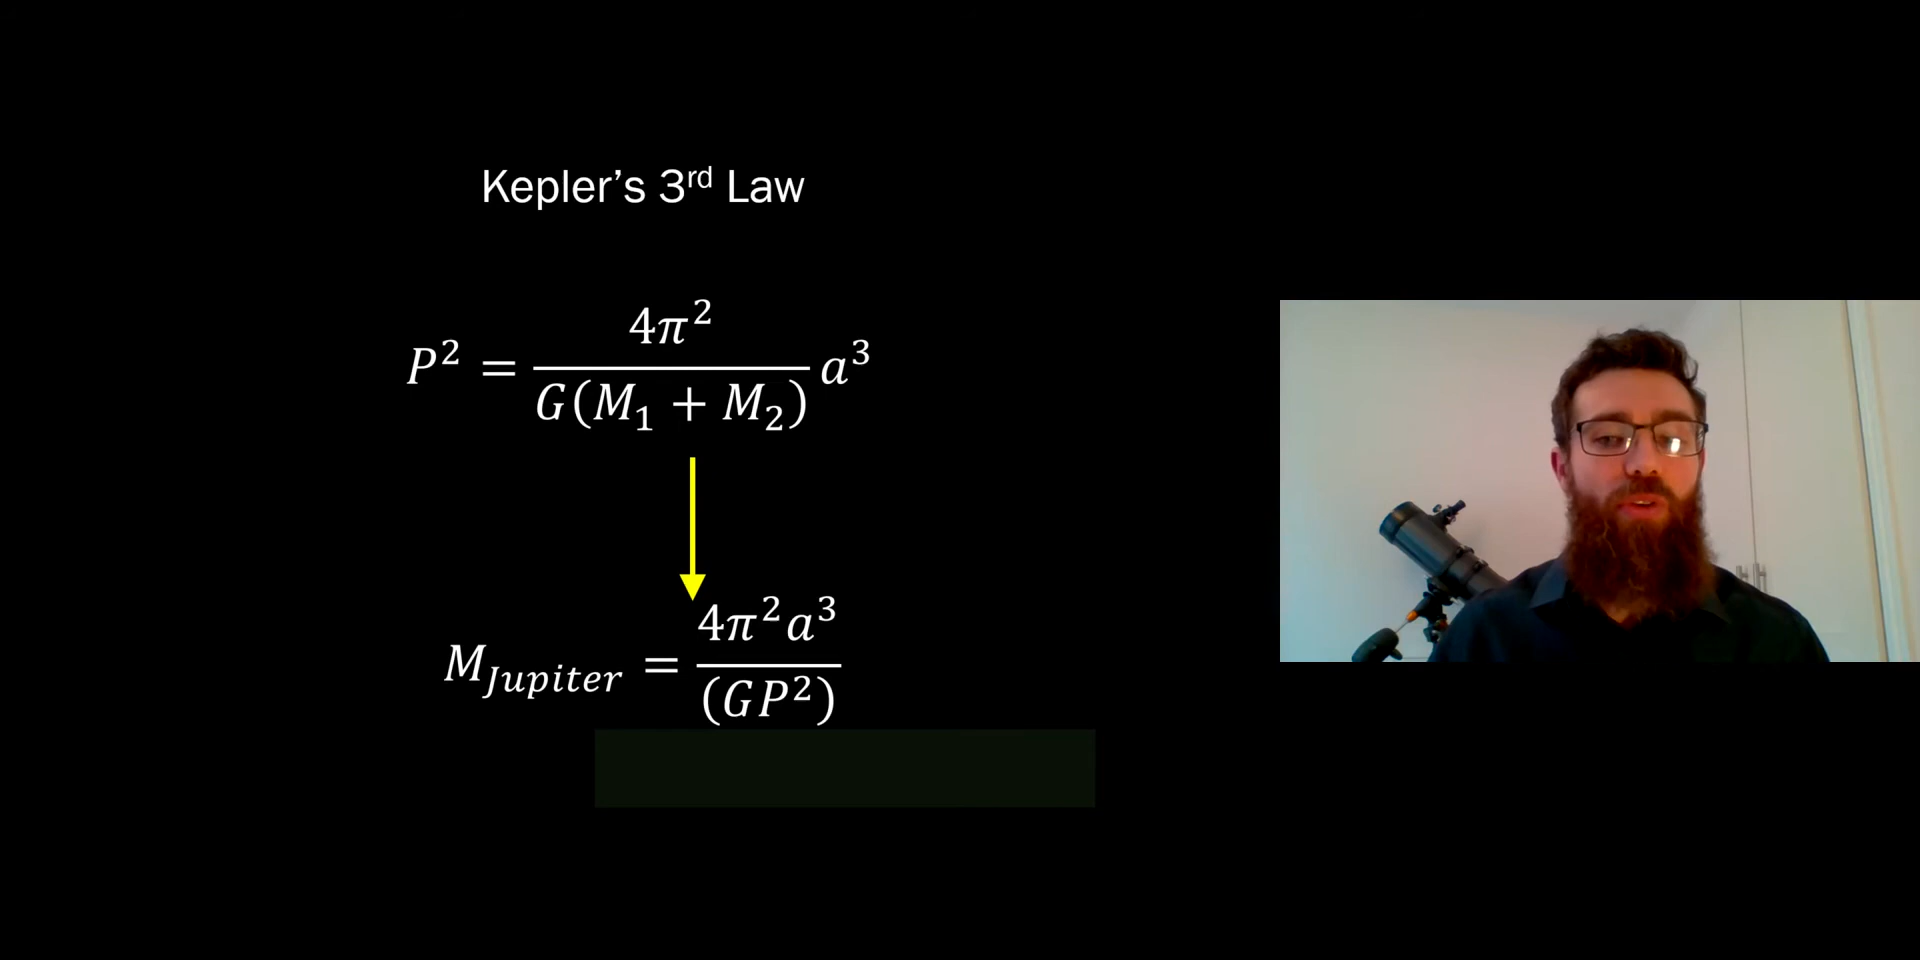 Kepler's 3rd Law
P² = 4π² / G(M₁ + M₂) a³
M_Jupiter = 4π²a³ / (GP²)